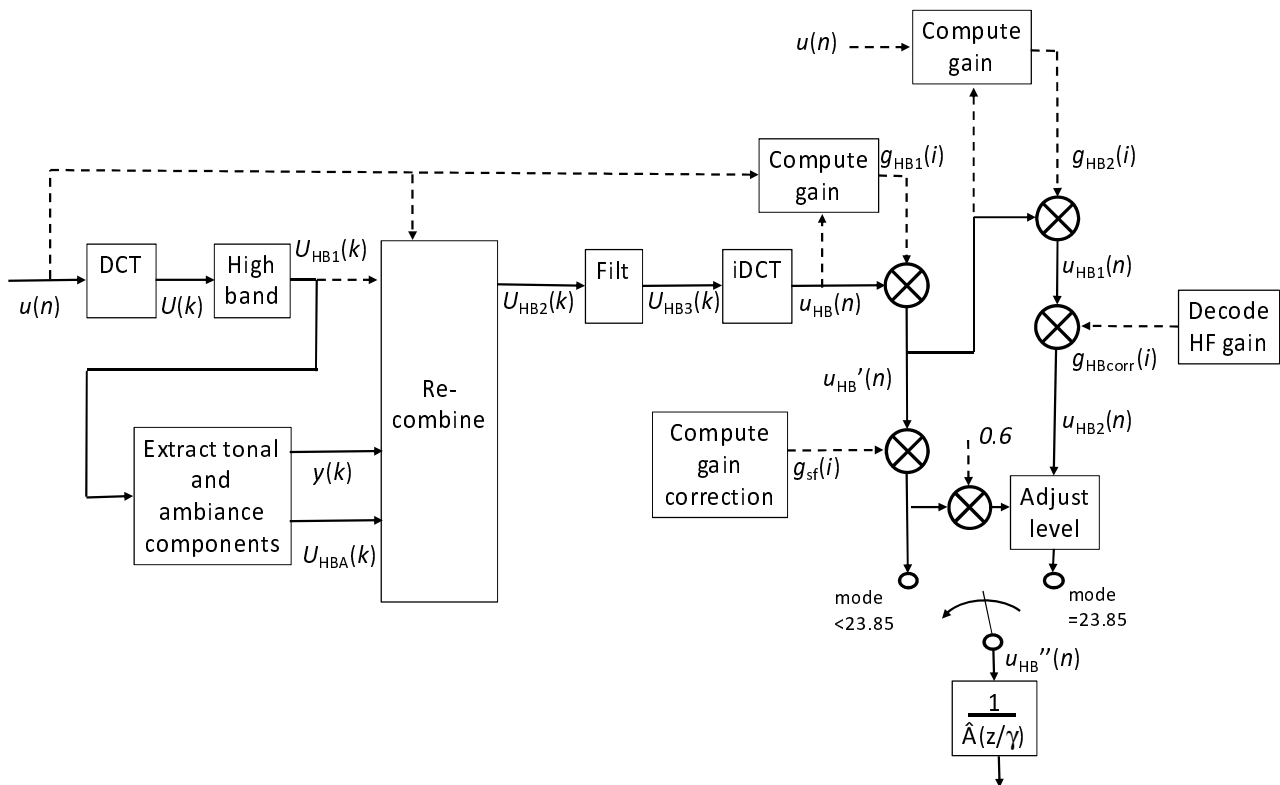 u(n)
Compute
gain
g_HB2(i)
Compute
gain
g_HB1(i)
u(n)
DCT
U(k)
High
band
U_HB1(k)
Re-
combine
U_HB2(k)
Filt
U_HB3(k)
iDCT
u_HB(n)
u_HB1(n)
Decode
HF gain
g_HBcorr(i)
u_HB'(n)
u_HB2(n)
Extract tonal
and
ambiance
components
y(k)
U_HBA(k)
Compute
gain
correction
g_sf(i)
0.6
Adjust
level
mode
<23.85
mode
=23.85
u_HB''(n)
1
Â(z/γ)